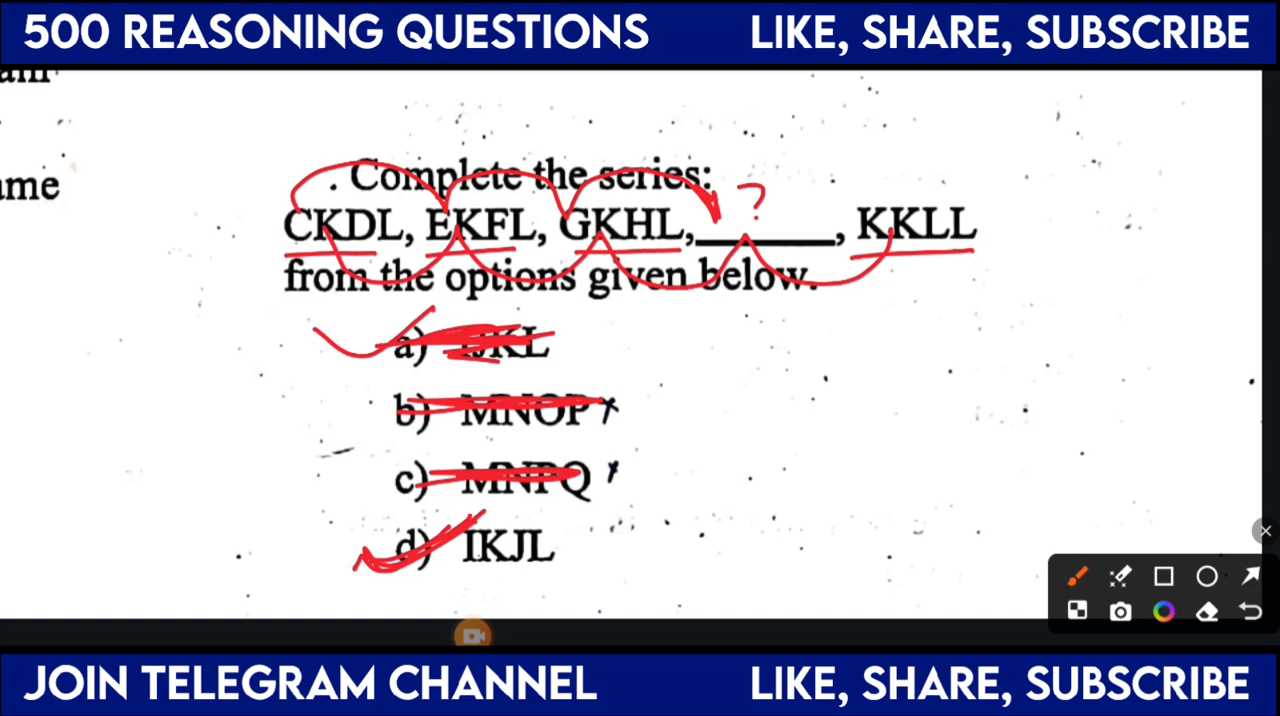 500 REASONING QUESTIONS LIKE, SHARE, SUBSCRIBE
. Complete the series:
CKDL, EKFL, GKHL, ______, KKLL
?
from the options given below.
a) IJKL
b) MNOP
c) MNPQ
d) IKJL
JOIN TELEGRAM CHANNEL LIKE, SHARE, SUBSCRIBE